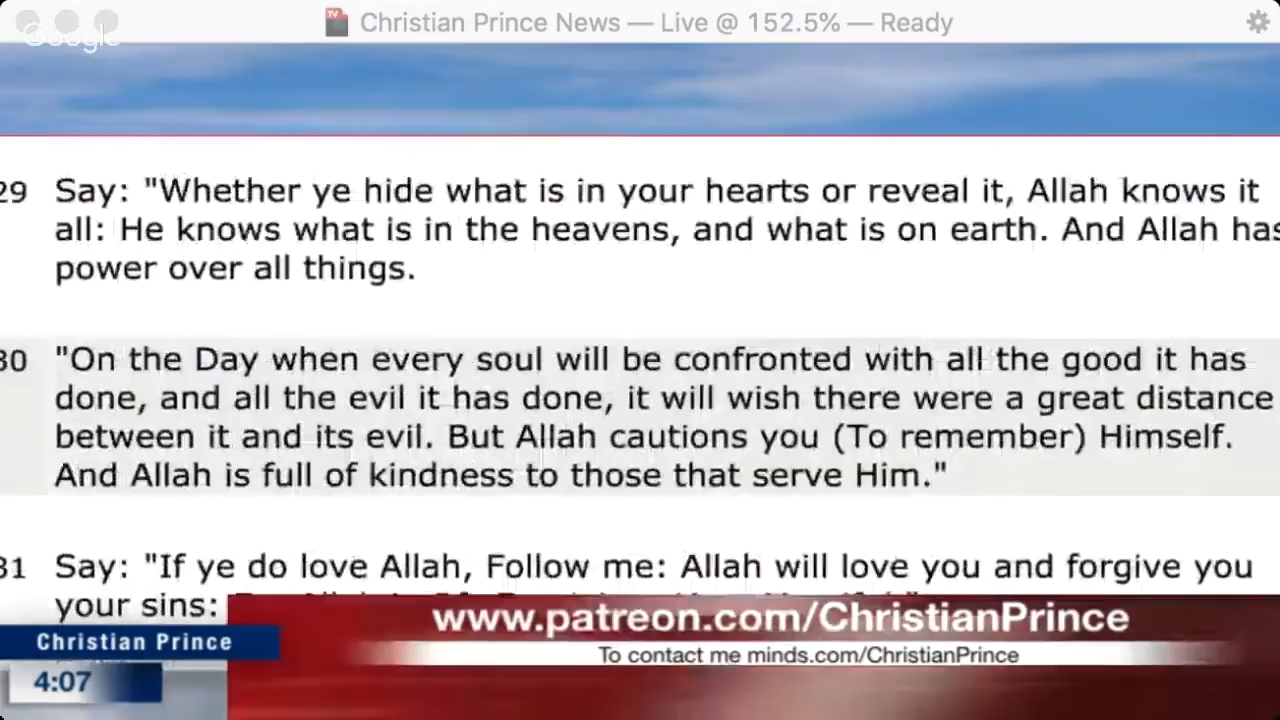 Christian Prince News — Live @ 152.5% — Ready
Google
29 Say: "Whether ye hide what is in your hearts or reveal it, Allah knows it
all: He knows what is in the heavens, and what is on earth. And Allah has
power over all things.
30 "On the Day when every soul will be confronted with all the good it has
done, and all the evil it has done, it will wish there were a great distance
between it and its evil. But Allah cautions you (To remember) Himself.
And Allah is full of kindness to those that serve Him."
31 Say: "If ye do love Allah, Follow me: Allah will love you and forgive you
your sins:
www.patreon.com/ChristianPrince
Christian Prince
To contact me minds.com/ChristianPrince
4:07